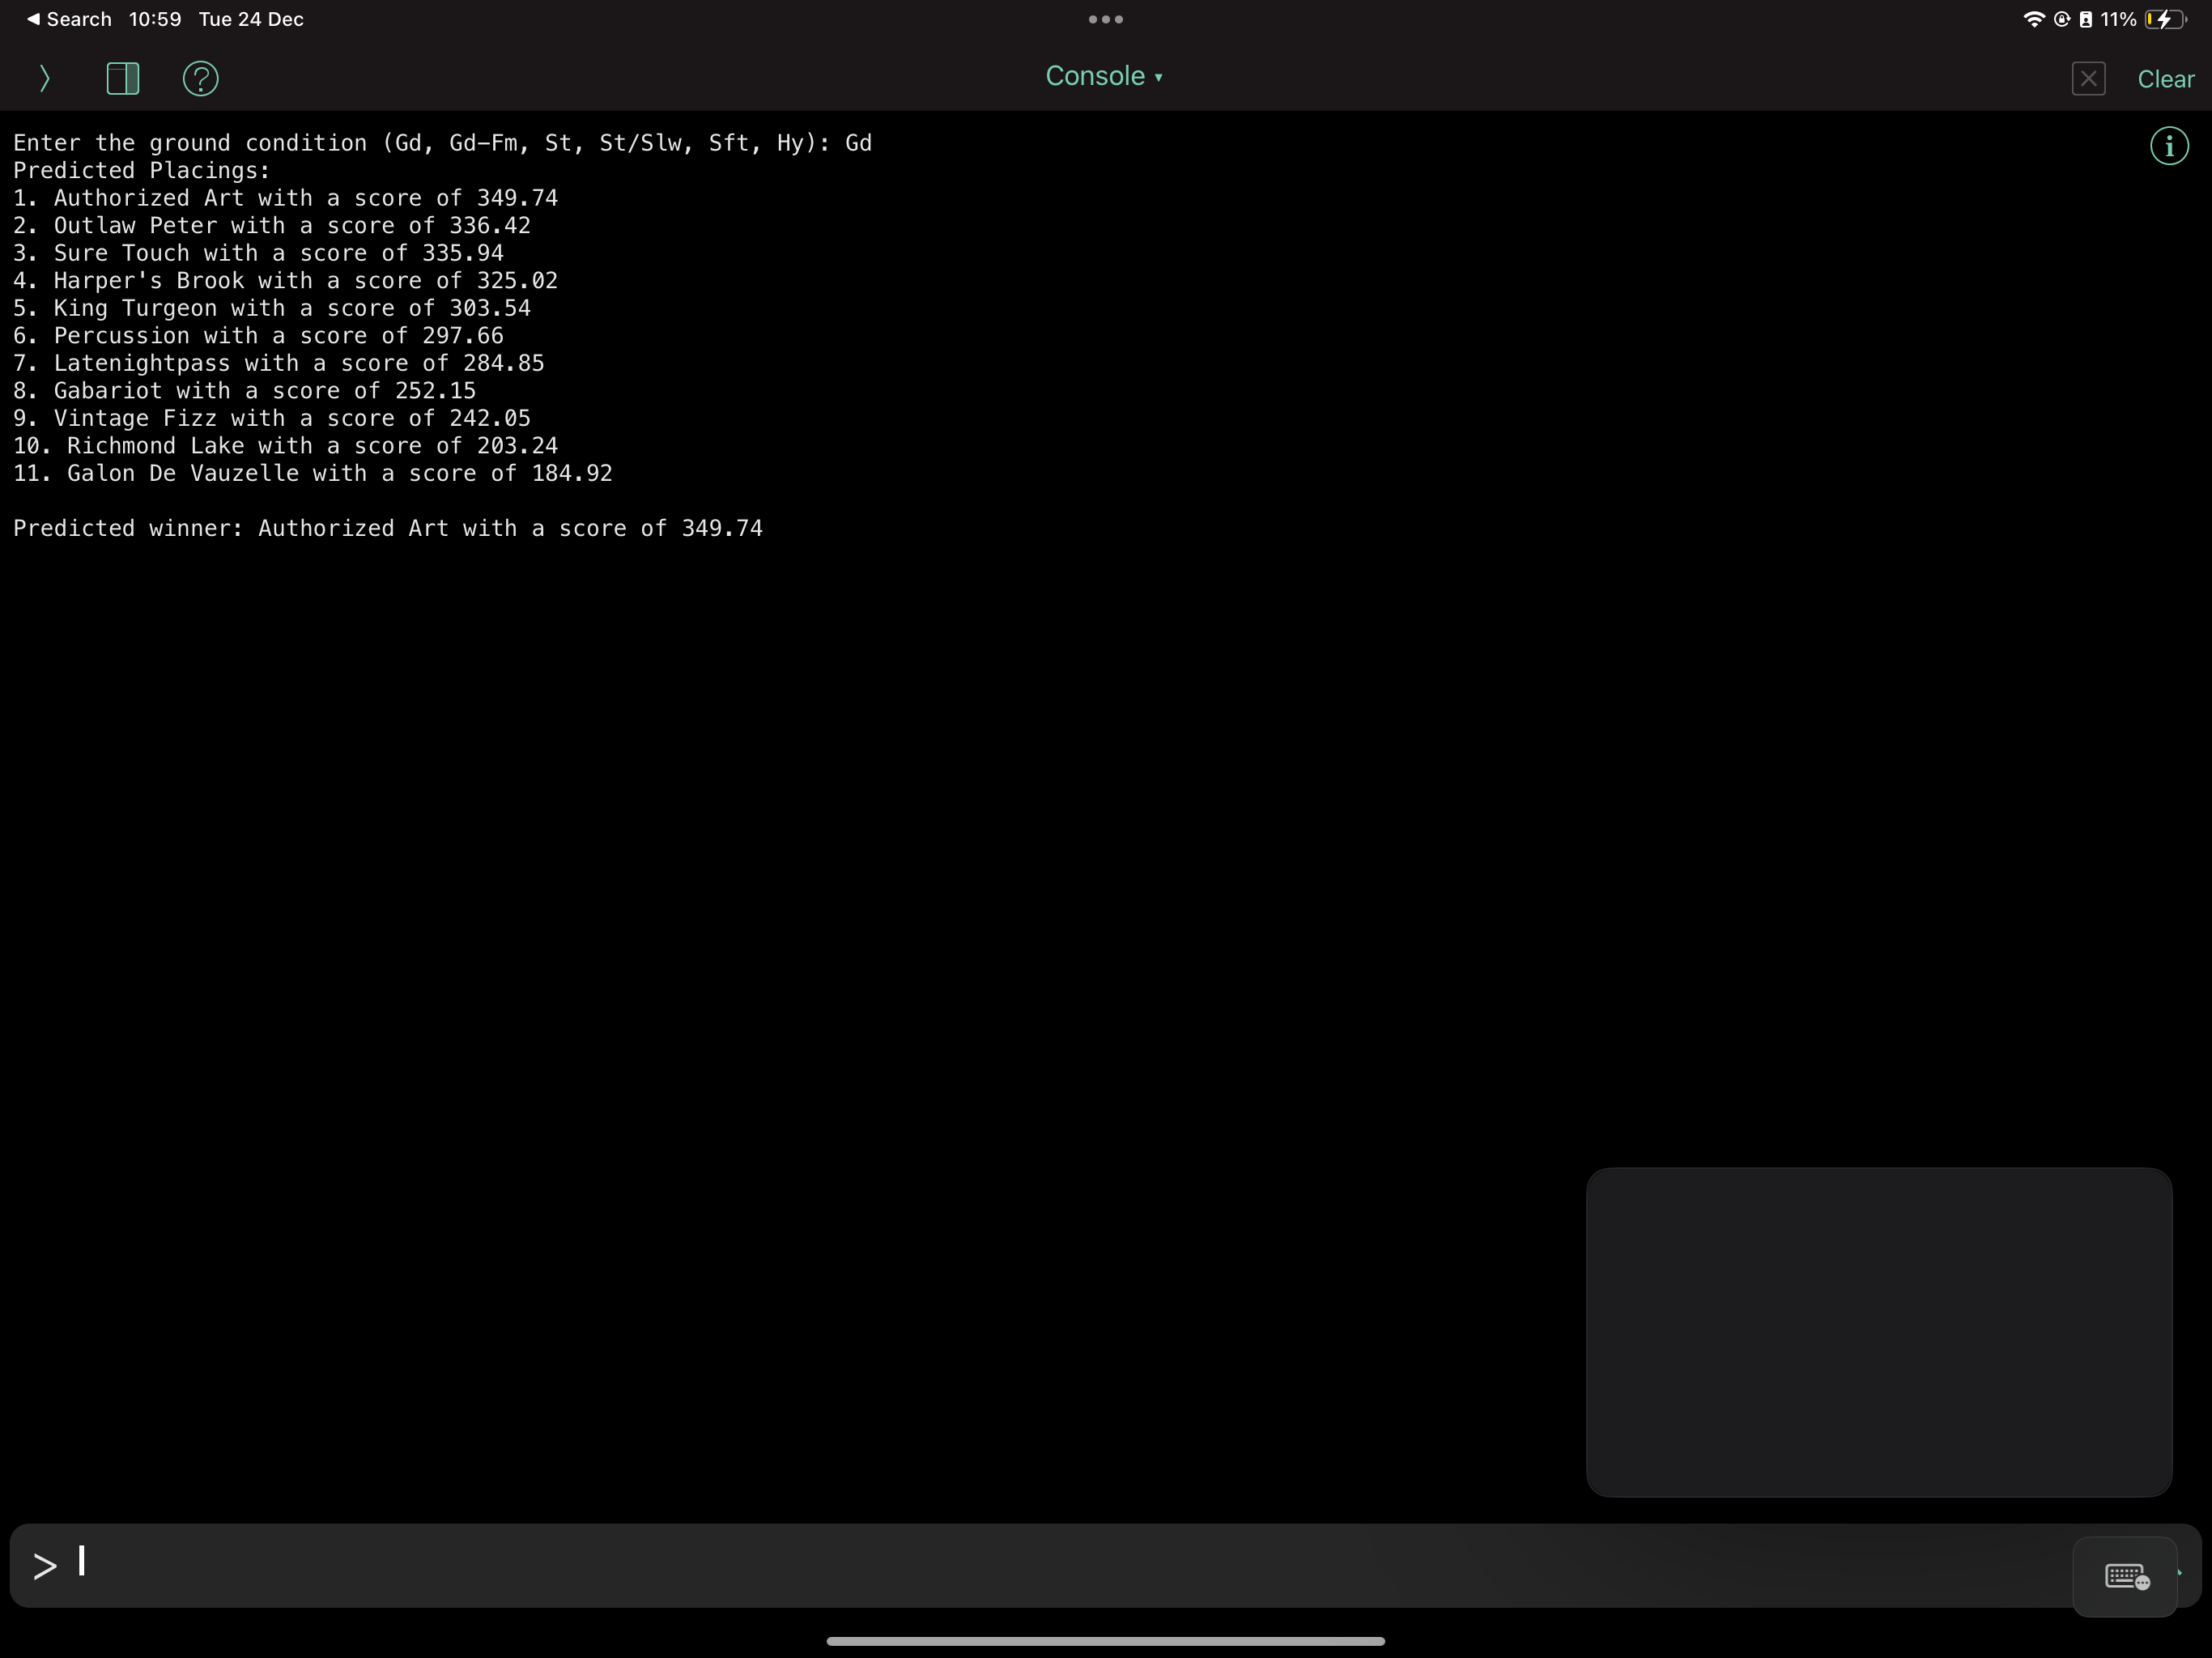 ◀ Search 10:59 Tue 24 Dec
11%
Console ▾
Clear
Enter the ground condition (Gd, Gd-Fm, St, St/Slw, Sft, Hy): Gd
Predicted Placings:
1. Authorized Art with a score of 349.74
2. Outlaw Peter with a score of 336.42
3. Sure Touch with a score of 335.94
4. Harper's Brook with a score of 325.02
5. King Turgeon with a score of 303.54
6. Percussion with a score of 297.66
7. Latenightpass with a score of 284.85
8. Gabariot with a score of 252.15
9. Vintage Fizz with a score of 242.05
10. Richmond Lake with a score of 203.24
11. Galon De Vauzelle with a score of 184.92
Predicted winner: Authorized Art with a score of 349.74
>